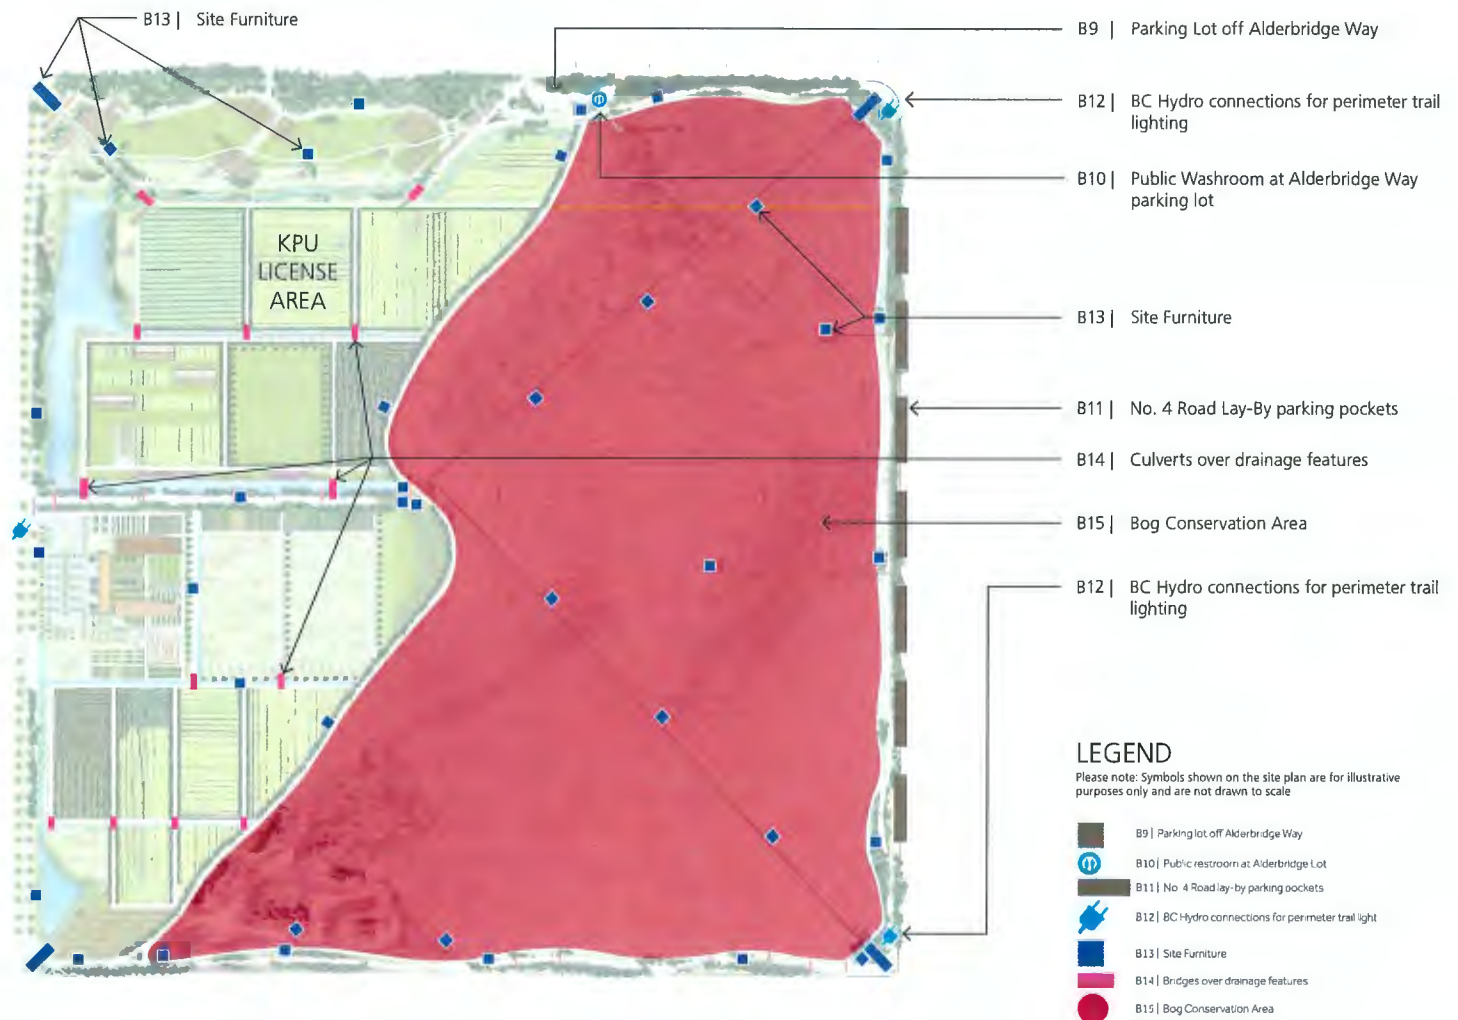 B13 | Site Furniture
B9 | Parking Lot off Alderbridge Way
B12 | BC Hydro connections for perimeter trail
lighting
B10 | Public Washroom at Alderbridge Way
parking lot
KPU
LICENSE
AREA
B13 | Site Furniture
B11 | No. 4 Road Lay-By parking pockets
B14 | Culverts over drainage features
B15 | Bog Conservation Area
B12 | BC Hydro connections for perimeter trail
lighting
LEGEND
Please note: Symbols shown on the site plan are for illustrative
purposes only and are not drawn to scale
B9 | Parking lot off Alderbridge Way
B10 | Public restroom at Alderbridge Lot
B11 | No 4 Road lay-by parking pockets
B12 | BC Hydro connections for perimeter trail light
B13 | Site Furniture
B14 | Bridges over drainage features
B15 | Bog Conservation Area